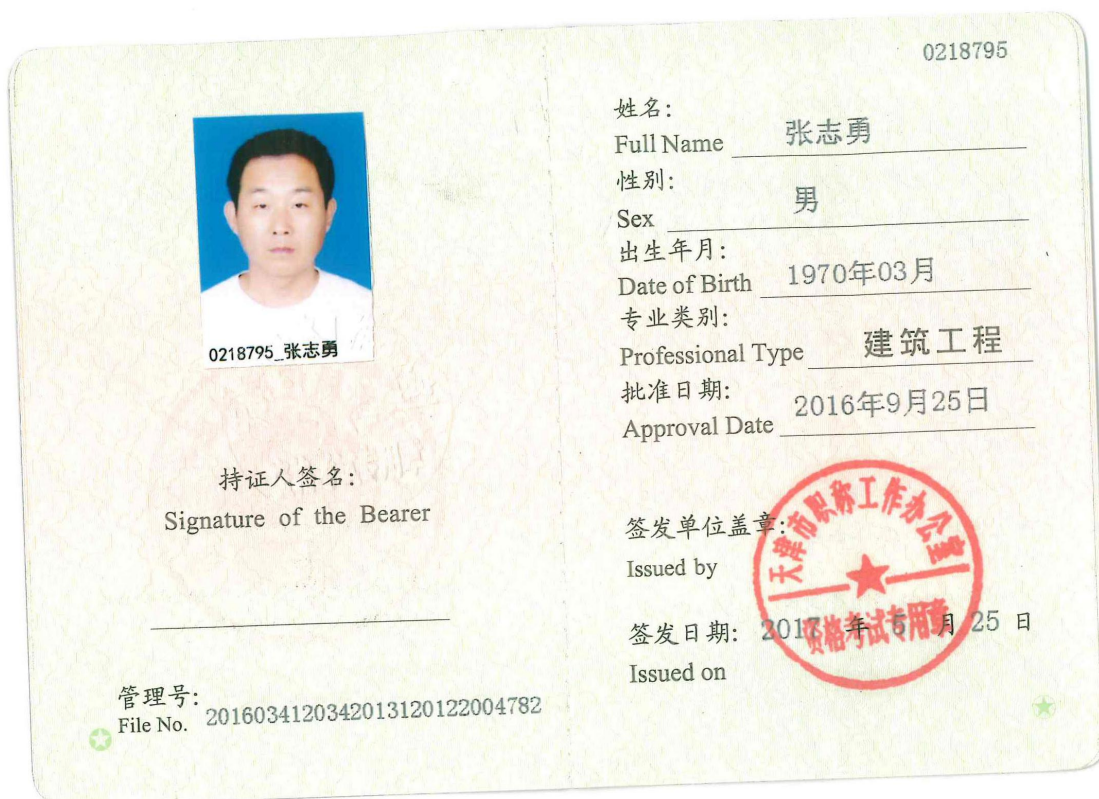 0218795
0218795_张志勇
持证人签名:
Signature of the Bearer
管理号:
File No. 2016034120342013120122004782
姓名:
Full Name 张志勇
性别:
Sex 男
出生年月:
Date of Birth 1970年03月
专业类别:
Professional Type 建筑工程
批准日期:
Approval Date 2016年9月25日
签发单位盖章:
Issued by
天津市职称工作办公室
资格考试专用章
签发日期: 2017 年 5 月 25 日
Issued on